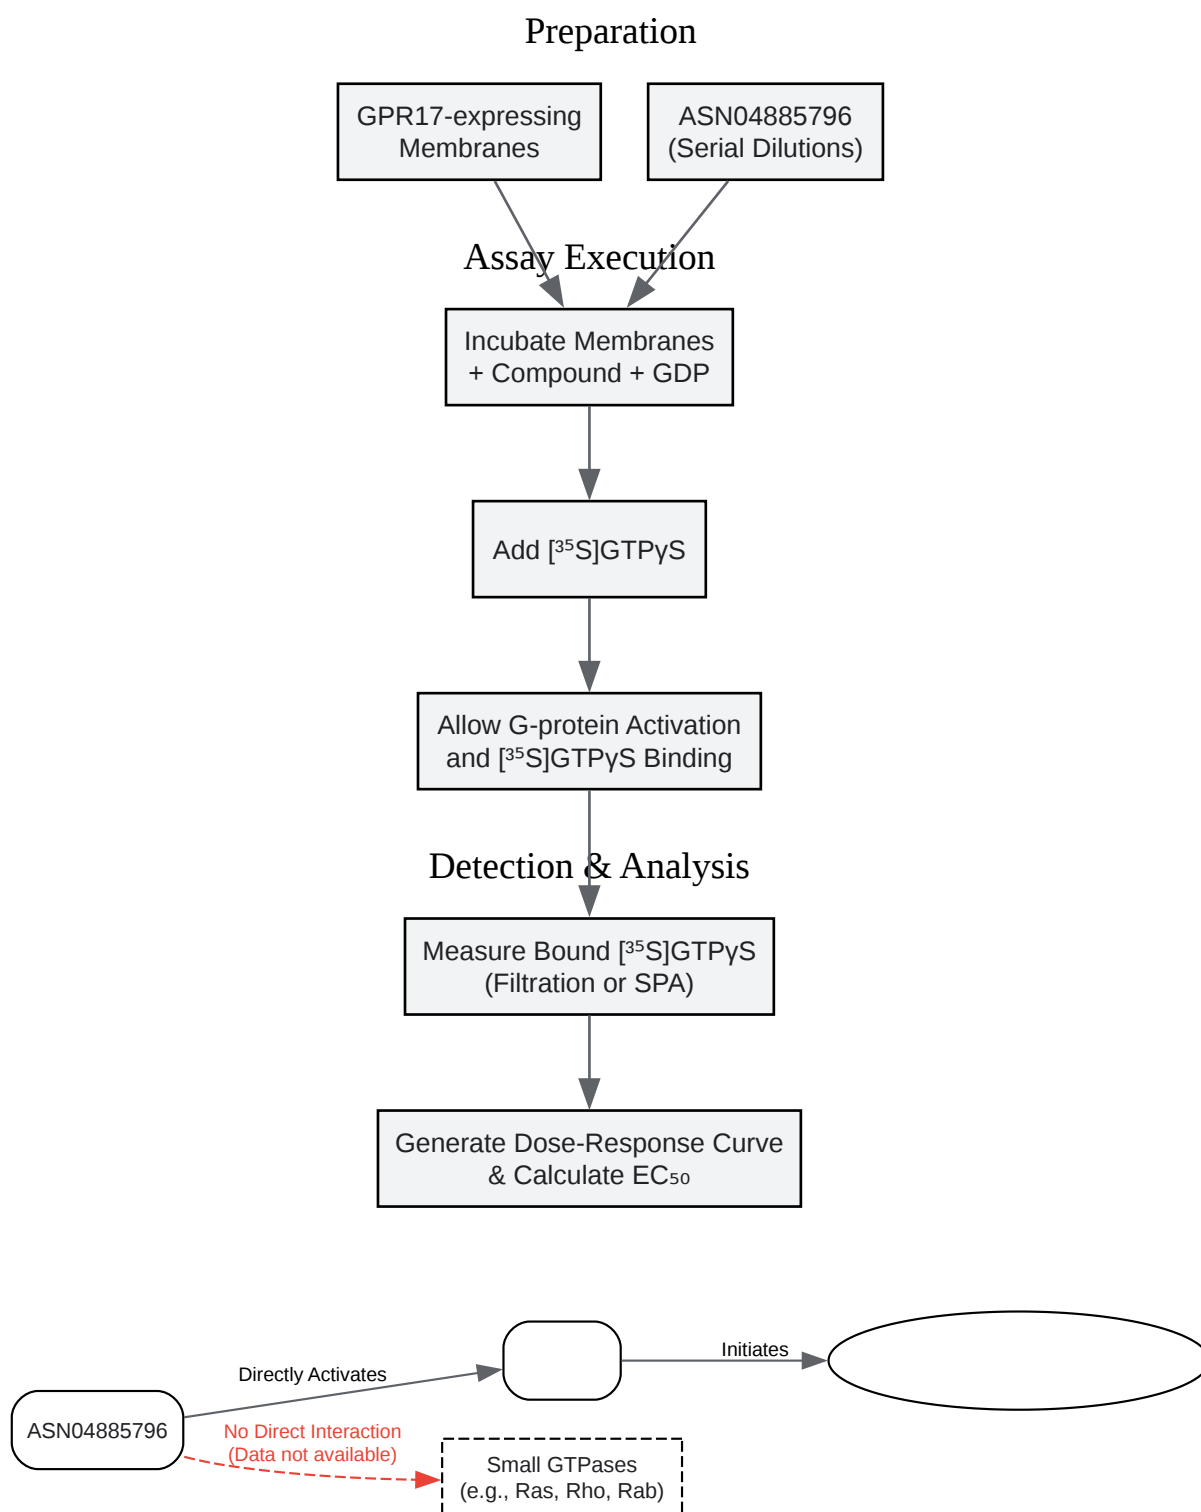 Preparation
GPR17-expressing
Membranes
ASN04885796
(Serial Dilutions)
Assay Execution
Incubate Membranes
+ Compound + GDP
Add [³⁵S]GTPγS
Allow G-protein Activation
and [³⁵S]GTPγS Binding
Detection & Analysis
Measure Bound [³⁵S]GTPγS
(Filtration or SPA)
Generate Dose-Response Curve
& Calculate EC₅₀
Initiates
Directly Activates
ASN04885796
No Direct Interaction
(Data not available)
Small GTPases
(e.g., Ras, Rho, Rab)